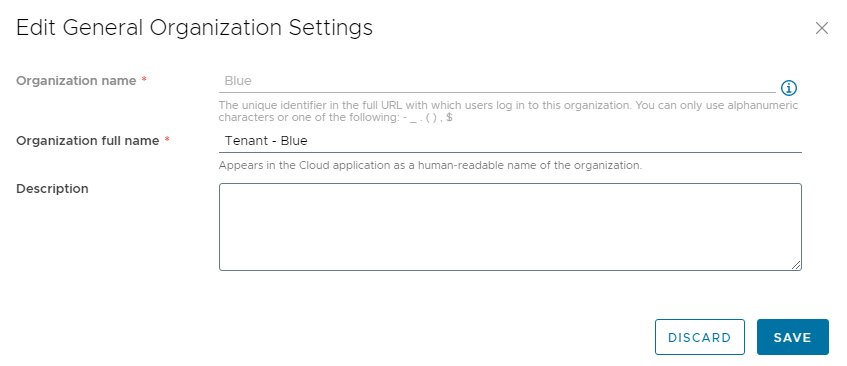 Edit General Organization Settings
Organization name *
Blue
The unique identifier in the full URL with which users log in to this organization. You can only use alphanumeric
characters or one of the following: - _ . ( ) , $
Organization full name *
Tenant - Blue
Appears in the Cloud application as a human-readable name of the organization.
Description
DISCARD
SAVE